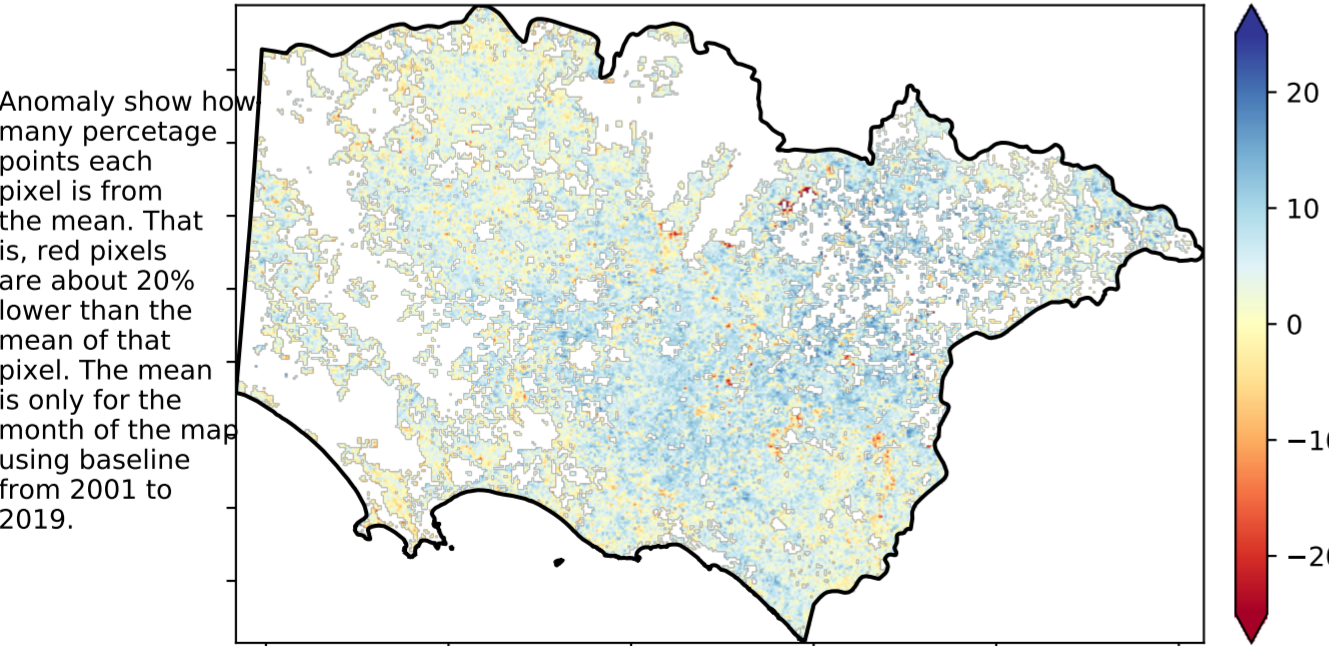 Anomaly show how
many percetage
points each
pixel is from
the mean. That
is, red pixels
are about 20%
lower than the
mean of that
pixel. The mean
is only for the
month of the map
using baseline
from 2001 to
2019.
20
10
0
−10
−20